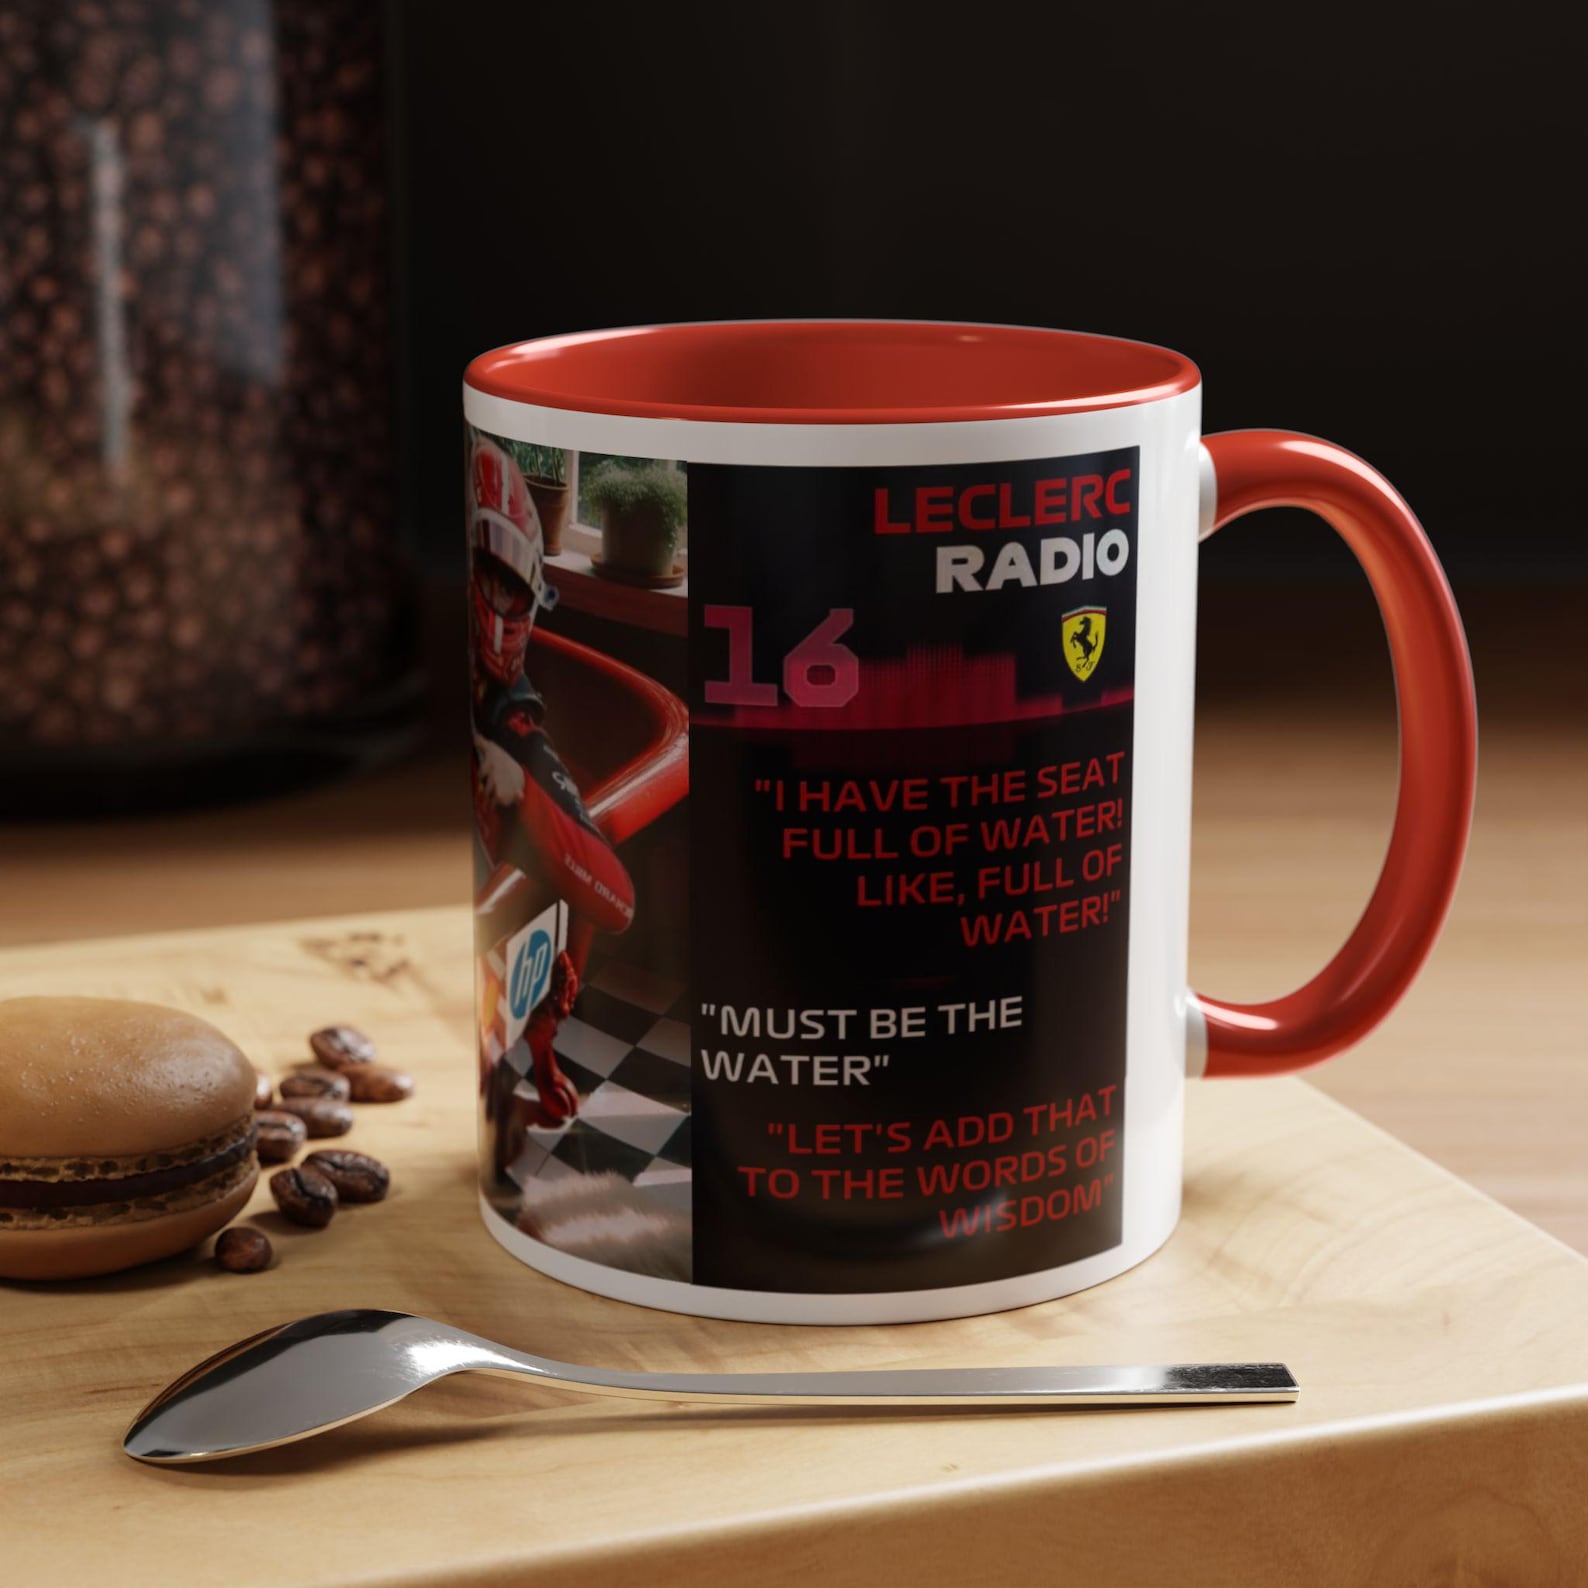 LECLERC
RADIO
16
S F
"I HAVE THE SEAT
FULL OF WATER!
LIKE, FULL OF
WATER!"
"MUST BE THE
WATER"
"LET'S ADD THAT
TO THE WORDS OF
WISDOM"
hp